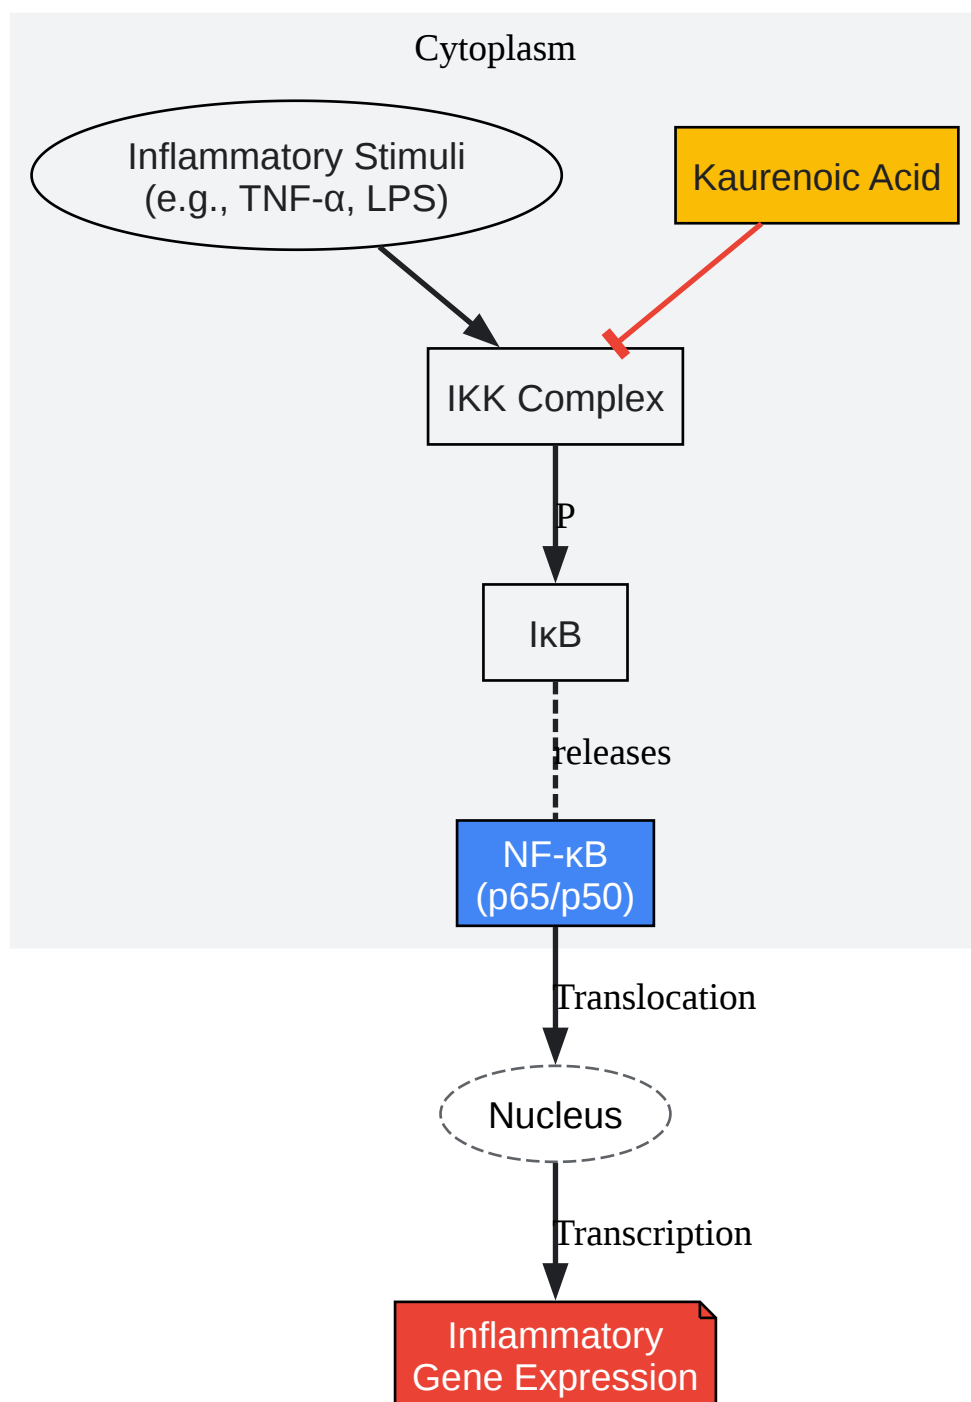 Cytoplasm
Inflammatory Stimuli
(e.g., TNF-α, LPS)
Kaurenoic Acid
IKK Complex
P
IκB
releases
NF-κB
(p65/p50)
Translocation
Nucleus
Transcription
Inflammatory
Gene Expression